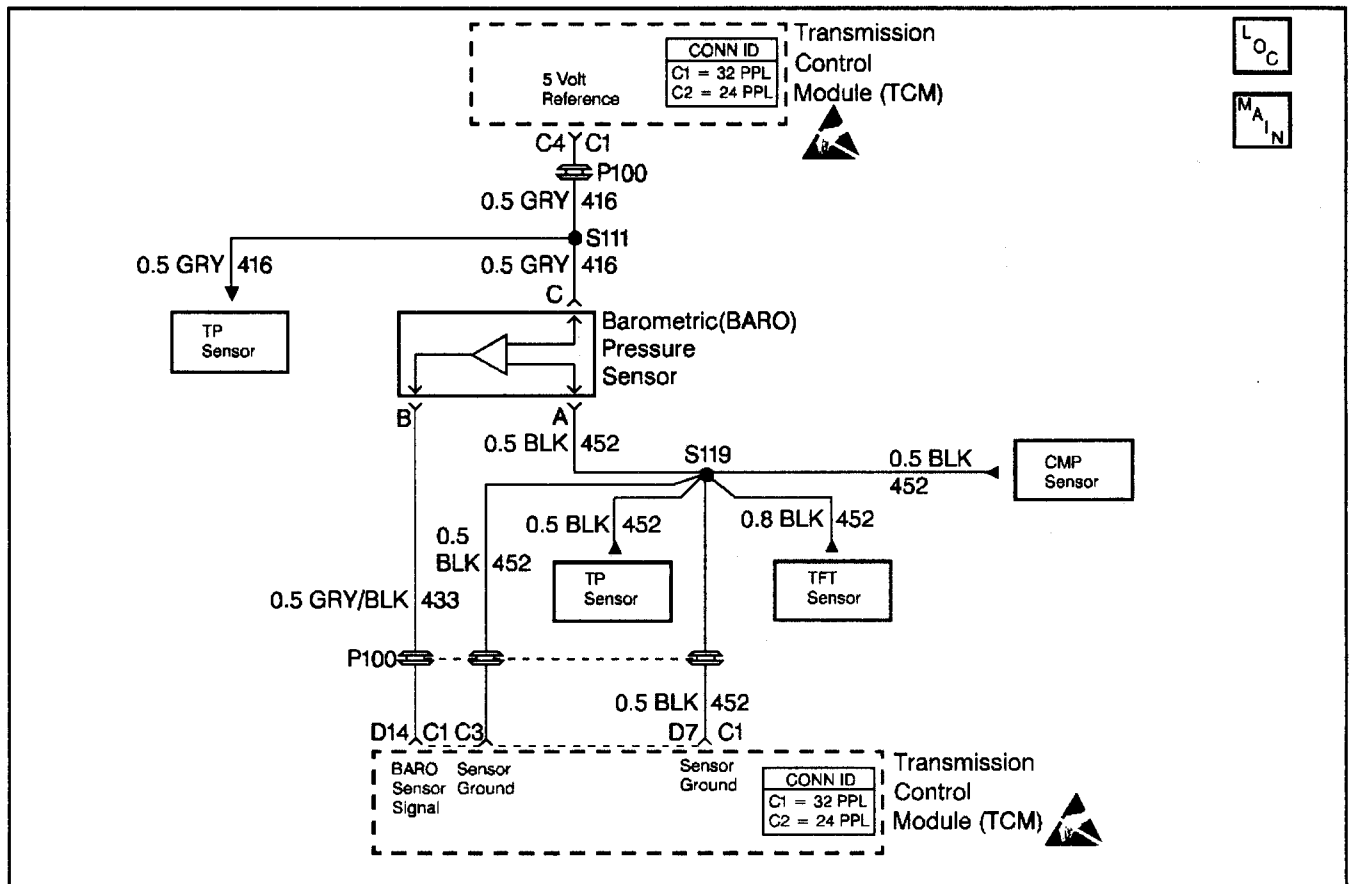 Transmission
Control
Module (TCM)
CONN ID
C1 = 32 PPL
C2 = 24 PPL
5 Volt
Reference
LOC
MAIN
C4 C1
P100
0.5 GRY 416
S111
0.5 GRY 416
0.5 GRY 416
C
TP
Sensor
Barometric(BARO)
Pressure
Sensor
B
A
0.5 BLK 452
S119
0.5 BLK
452
CMP
Sensor
0.5
BLK 452
0.5 BLK 452
0.8 BLK 452
TP
Sensor
TFT
Sensor
0.5 GRY/BLK 433
P100
0.5 BLK 452
D14 C1 C3
D7 C1
BARO
Sensor
Signal
Sensor
Ground
Sensor
Ground
CONN ID
C1 = 32 PPL
C2 = 24 PPL
Transmission
Control
Module (TCM)